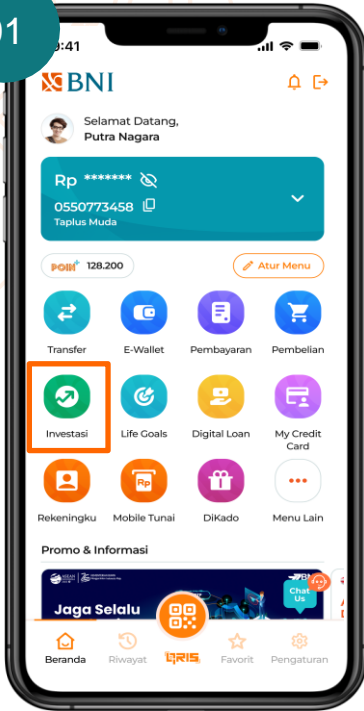 01
9:41
BNI
Selamat Datang,
Putra Nagara
Rp *******
0550773458
Taplus Muda
POIN+ 128.200
Atur Menu
Transfer E-Wallet Pembayaran Pembelian
Rp
Investasi Life Goals Digital Loan My Credit
Card
Rekeningku Mobile Tunai DiKado Menu Lain
Promo & Informasi
BNI
Chat
Us
Jaga Selalu
Beranda Riwayat QRIS Favorit Pengaturan